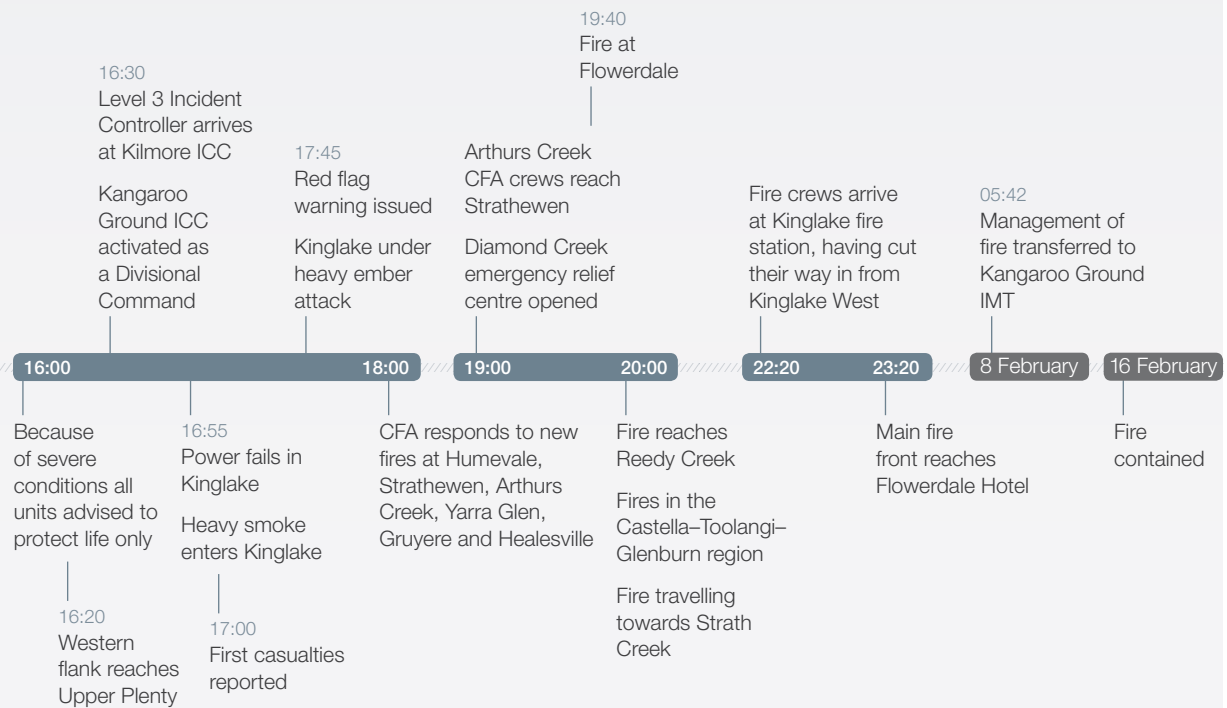 19:40
Fire at
Flowerdale
16:30
Level 3 Incident
Controller arrives
at Kilmore ICC
Kangaroo
Ground ICC
activated as
a Divisional
Command
17:45
Red flag
warning issued
Kinglake under
heavy ember
attack
Arthurs Creek
CFA crews reach
Strathewen
Diamond Creek
emergency relief
centre opened
Fire crews arrive
at Kinglake fire
station, having cut
their way in from
Kinglake West
05:42
Management of
fire transferred to
Kangaroo Ground
IMT
16:00
18:00
19:00
20:00
22:20
23:20
8 February
16 February
Because
of severe
conditions all
units advised to
protect life only
16:20
Western
flank reaches
Upper Plenty
16:55
Power fails in
Kinglake
Heavy smoke
enters Kinglake
17:00
First casualties
reported
CFA responds to new
fires at Humevale,
Strathewen, Arthurs
Creek, Yarra Glen,
Gruyere and Healesville
Fire reaches
Reedy Creek
Fires in the
Castella–Toolangi–
Glenburn region
Fire travelling
towards Strath
Creek
Main fire
front reaches
Flowerdale Hotel
Fire
contained